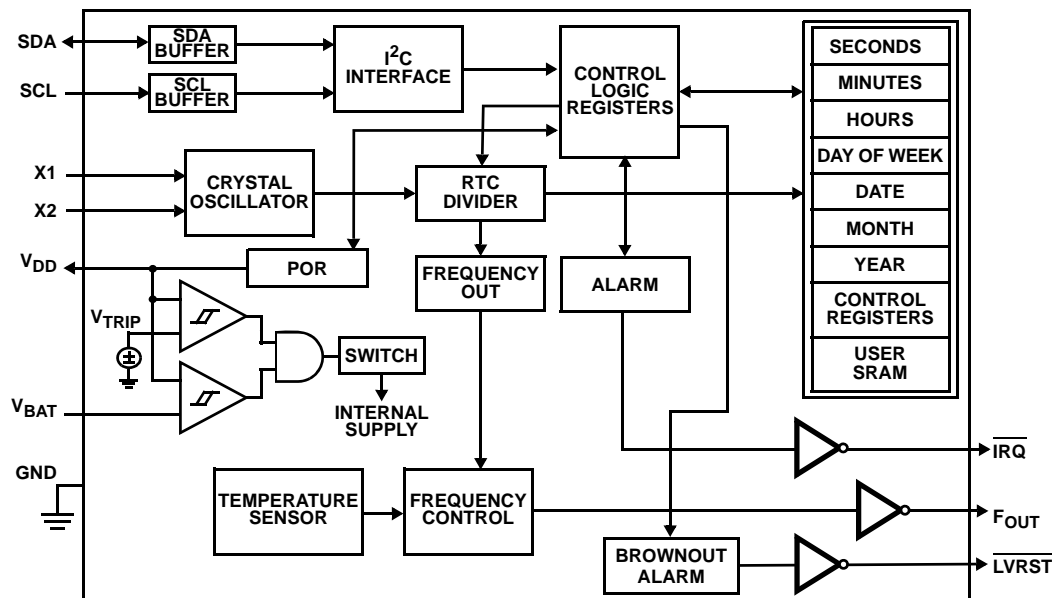 SDA
SDA
BUFFER
I²C
INTERFACE
CONTROL
LOGIC
REGISTERS
SECONDS
MINUTES
HOURS
DAY OF WEEK
DATE
MONTH
YEAR
CONTROL
REGISTERS
USER
SRAM
SCL
SCL
BUFFER
X1
X2
CRYSTAL
OSCILLATOR
RTC
DIVIDER
VDD
POR
FREQUENCY
OUT
ALARM
VTRIP
SWITCH
INTERNAL
SUPPLY
VBAT
GND
IRQ
TEMPERATURE
SENSOR
FREQUENCY
CONTROL
FOUT
BROWNOUT
ALARM
LVRST